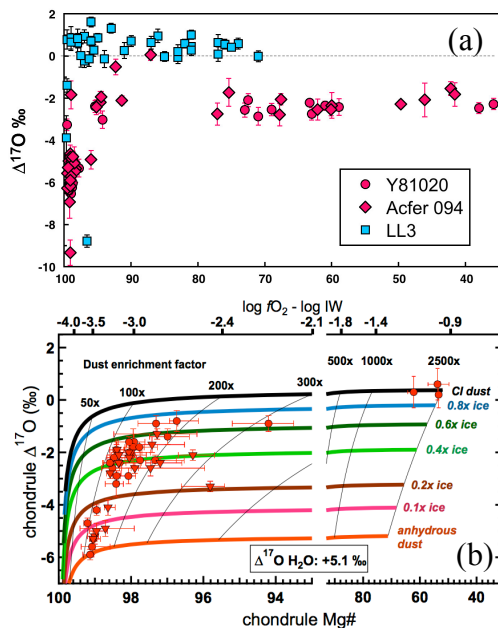 (a)
2
0
-2
-4
-6
-8
-10
Δ¹⁷O ‰
Y81020
Acfer 094
LL3
100 90 80 70 60 50 40
log fO₂ - log IW
-4.0 -3.5 -3.0 -2.4 -2.1 -1.8 -1.4 -0.9
Dust enrichment factor
50x 100x 200x 300x 500x 1000x 2500x
CI dust
0.8x ice
0.6x ice
0.4x ice
0.2x ice
0.1x ice
anhydrous dust
0
-2
-4
-6
chondrule Δ¹⁷O (‰)
Δ¹⁷O H₂O: +5.1 ‰
(b)
100 98 96 94 90 80 70 60
chondrule Mg#